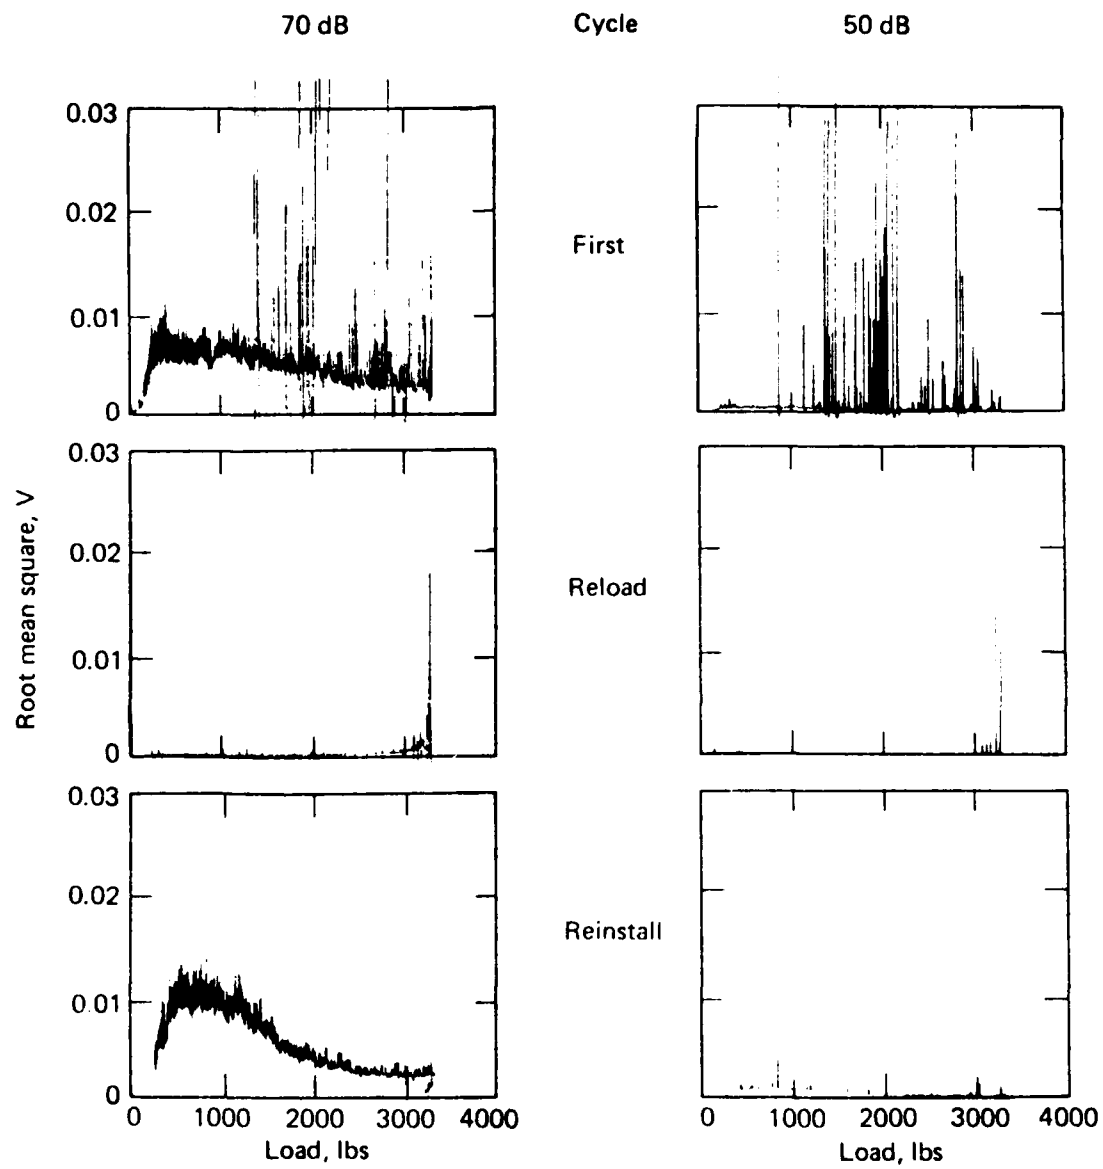 70 dB Cycle 50 dB
0.03
0.02
First
0.01
0
0.03
0.02
Reload
0.01
0
0.03
0.02
Reinstall
0.01
0
0 1000 2000 3000 4000 0 1000 2000 3000 4000
Load, lbs Load, lbs
Root mean square, V